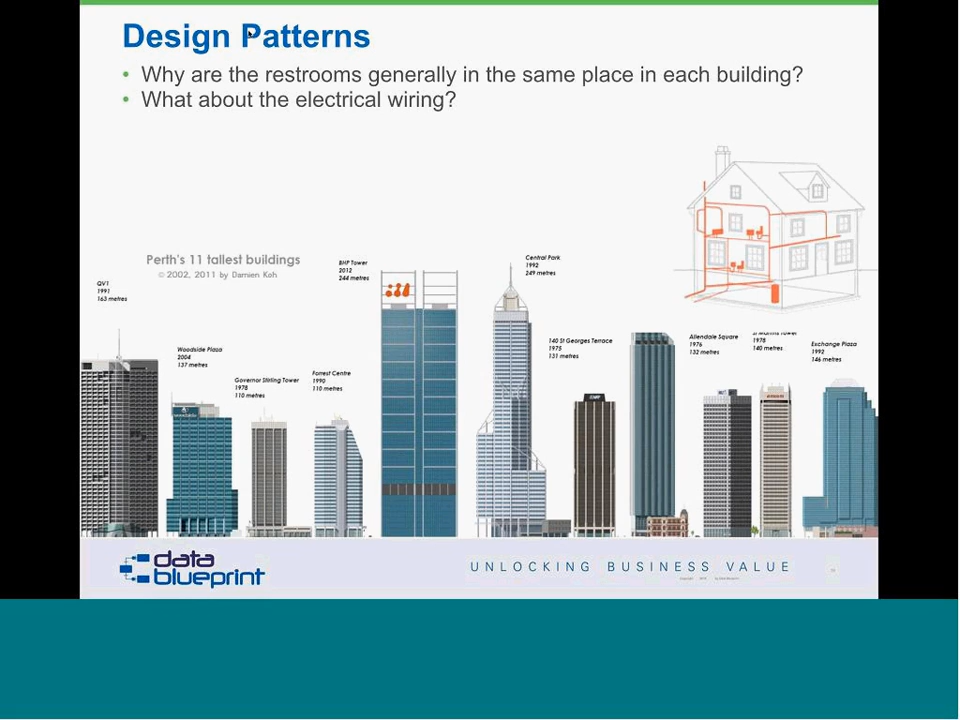 Design Patterns
• Why are the restrooms generally in the same place in each building?
• What about the electrical wiring?
Perth's 11 tallest buildings
© 2002, 2011 by Damien Koh
QV1
1991
163 metres
Woodside Plaza
2004
137 metres
Governor Stirling Tower
1978
110 metres
Forrest Centre
1990
110 metres
BHP Tower
2012
244 metres
Central Park
1992
249 metres
140 St Georges Terrace
1975
131 metres
Allendale Square
1976
132 metres
St Martins Tower
1978
140 metres
Exchange Plaza
1992
146 metres
data
blueprint
UNLOCKING BUSINESS VALUE